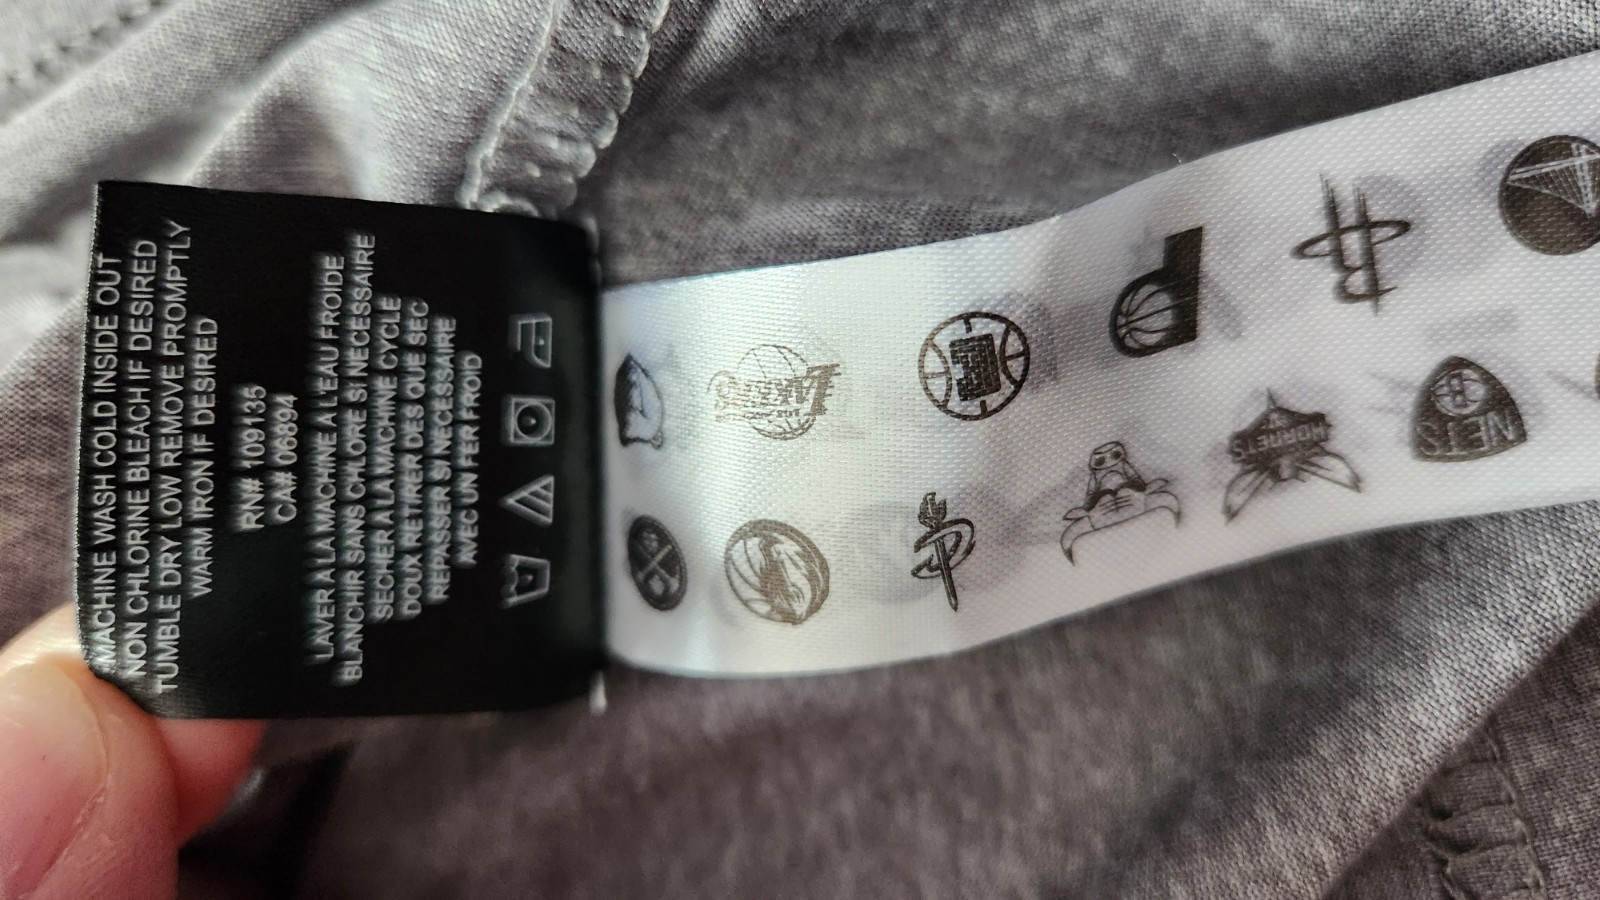 MACHINE WASH COLD INSIDE OUT
NON CHLORINE BLEACH IF DESIRED
TUMBLE DRY LOW REMOVE PROMPTLY
WARM IRON IF DESIRED
RN# 109135
CA# 06894
LAVER A LA MACHINE A L'EAU FROIDE
BLANCHIR SANS CHLORE SI NECESSAIRE
SECHER A LA MACHINE CYCLE
DOUX RETIRER DES QUE SEC
REPASSER SI NECESSAIRE
AVEC UN FER FROID
LAKERS
HORNETS
NETS
B